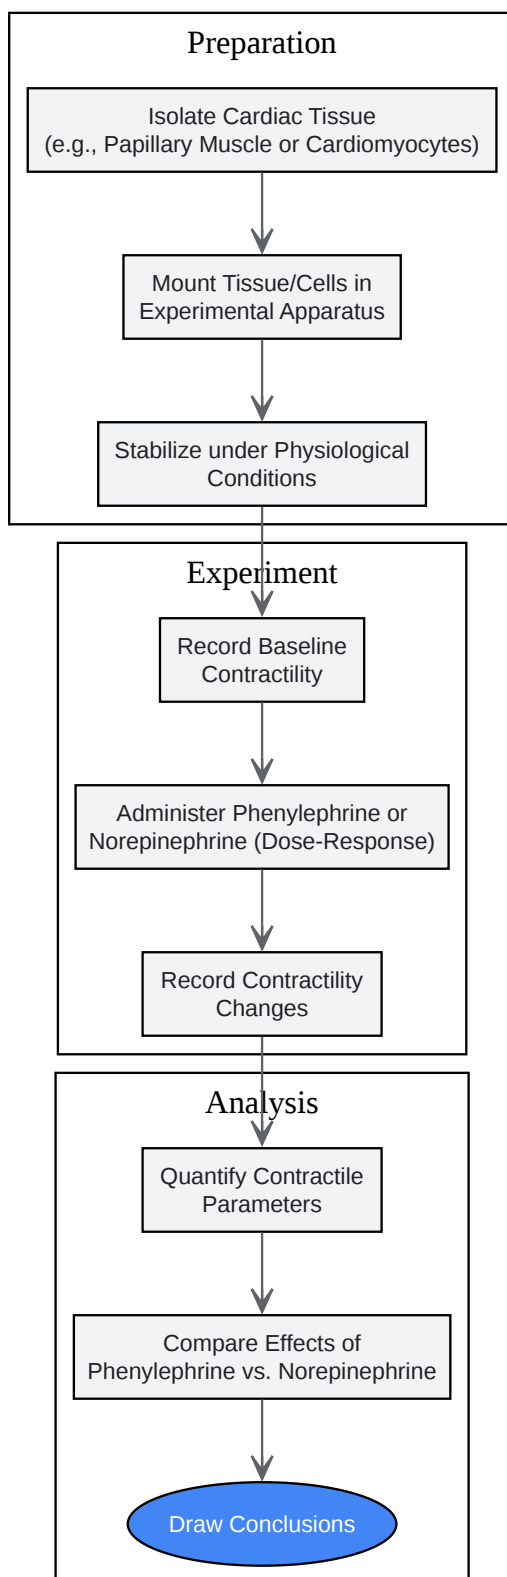 Preparation
Isolate Cardiac Tissue
(e.g., Papillary Muscle or Cardiomyocytes)
Mount Tissue/Cells in
Experimental Apparatus
Stabilize under Physiological
Conditions
Experiment
Record Baseline
Contractility
Administer Phenylephrine or
Norepinephrine (Dose-Response)
Record Contractility
Changes
Analysis
Quantify Contractile
Parameters
Compare Effects of
Phenylephrine vs. Norepinephrine
Draw Conclusions